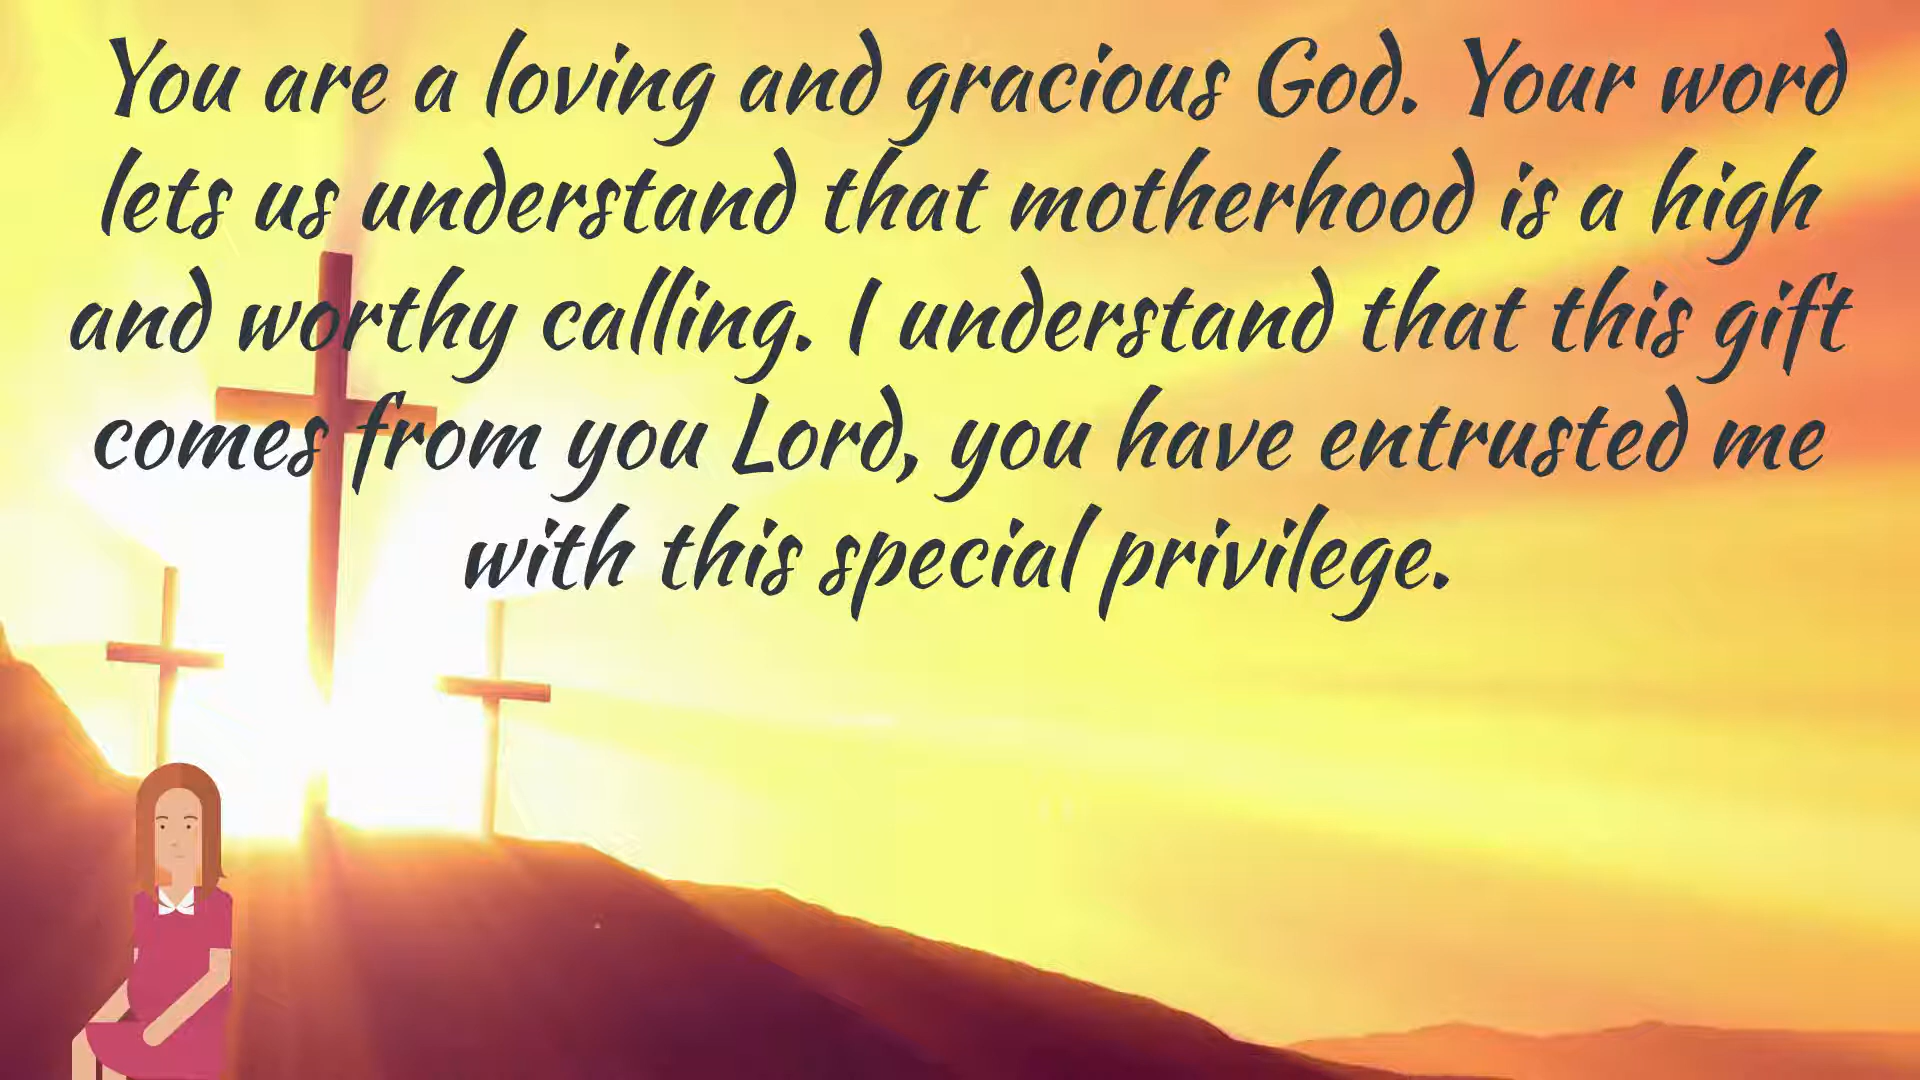 You are a loving and gracious God. Your word
lets us understand that motherhood is a high
and worthy calling. I understand that this gift
comes from you Lord, you have entrusted me
with this special privilege.